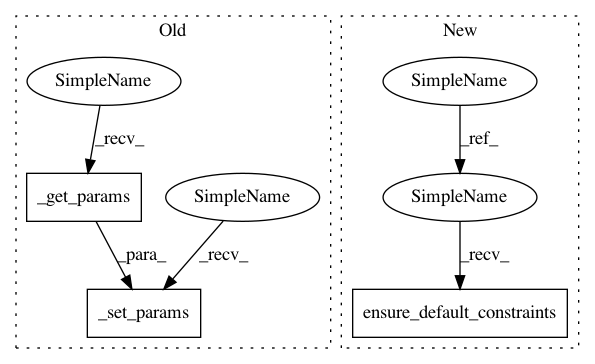 Old
New
SimpleName
SimpleName
_recv_
_ref_
_get_params
SimpleName
SimpleName
_para_
_recv_
_recv_
_set_params
ensure_default_constraints